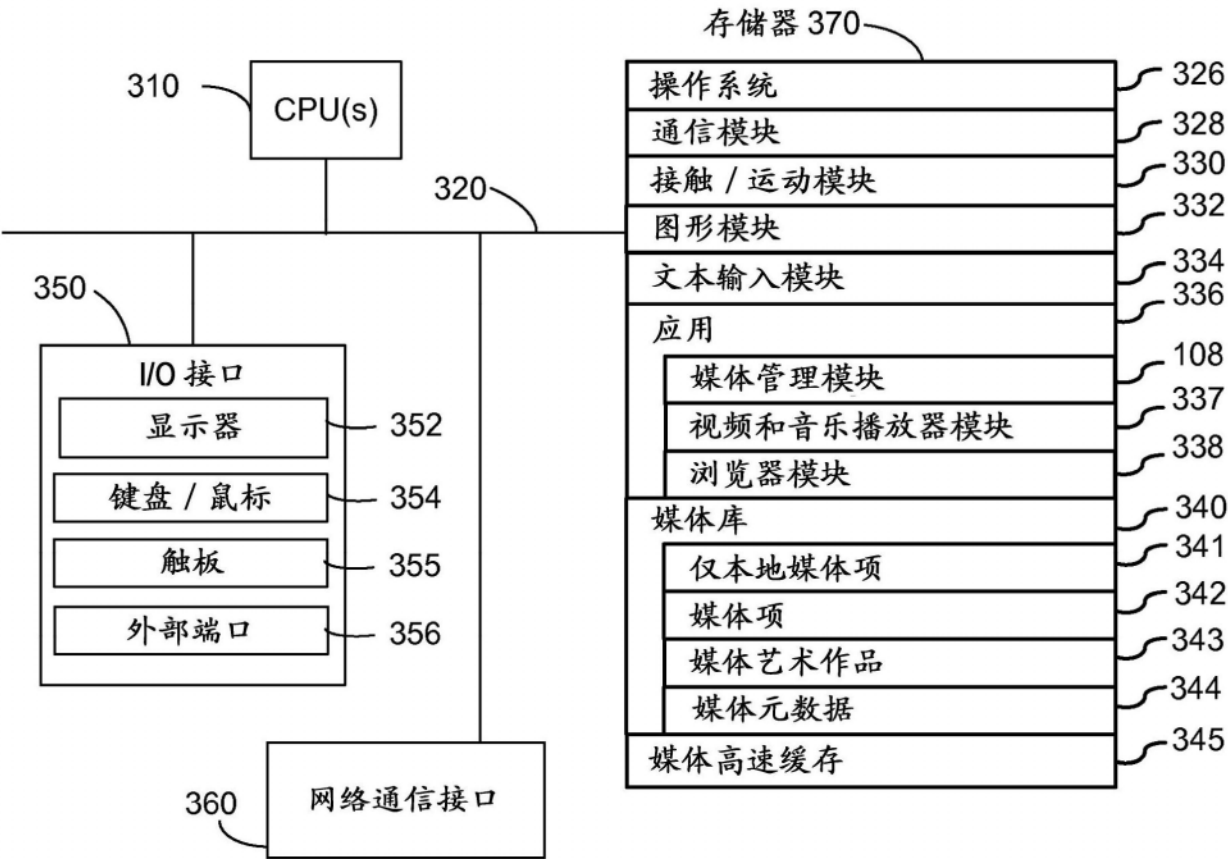 存储器 370
310
CPU(s)
320
操作系统 326
通信模块 328
接触 / 运动模块 330
图形模块 332
文本输入模块 334
应用 336
媒体管理模块 108
视频和音乐播放器模块 337
浏览器模块 338
媒体库 340
仅本地媒体项 341
媒体项 342
媒体艺术作品 343
媒体元数据 344
媒体高速缓存 345
350
I/O 接口
显示器 352
键盘 / 鼠标 354
触板 355
外部端口 356
360
网络通信接口